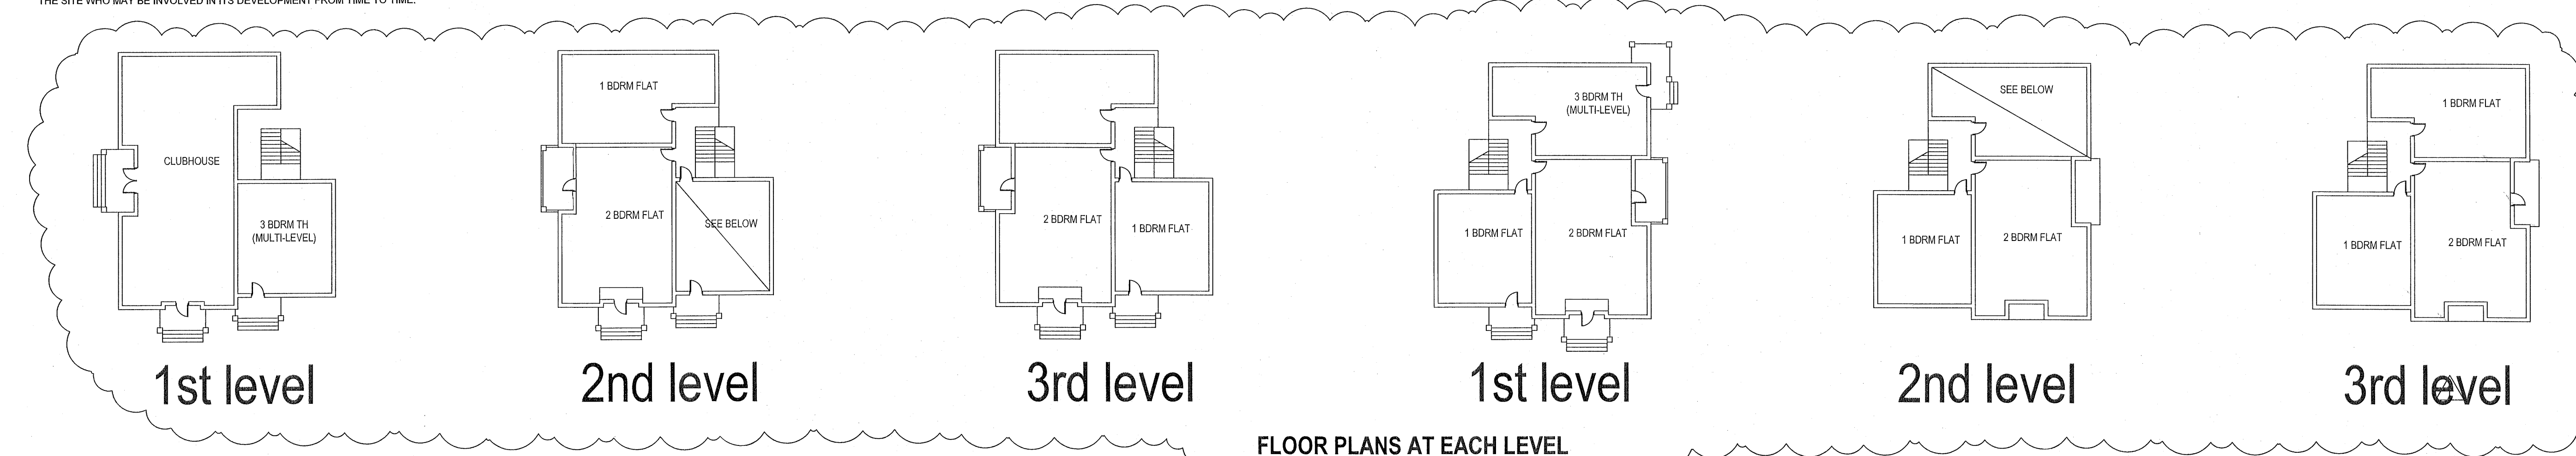 THE SITE WHO MAY BE INVOLVED IN ITS DEVELOPMENT FROM TIME TO TIME.
CLUBHOUSE
3 BDRM TH
(MULTI-LEVEL)
1st level
1 BDRM FLAT
2 BDRM FLAT
SEE BELOW
2nd level
2 BDRM FLAT
1 BDRM FLAT
3rd level
3 BDRM TH
(MULTI-LEVEL)
1 BDRM FLAT
2 BDRM FLAT
1st level
SEE BELOW
1 BDRM FLAT
2 BDRM FLAT
2nd level
1 BDRM FLAT
1 BDRM FLAT
2 BDRM FLAT
3rd level
FLOOR PLANS AT EACH LEVEL